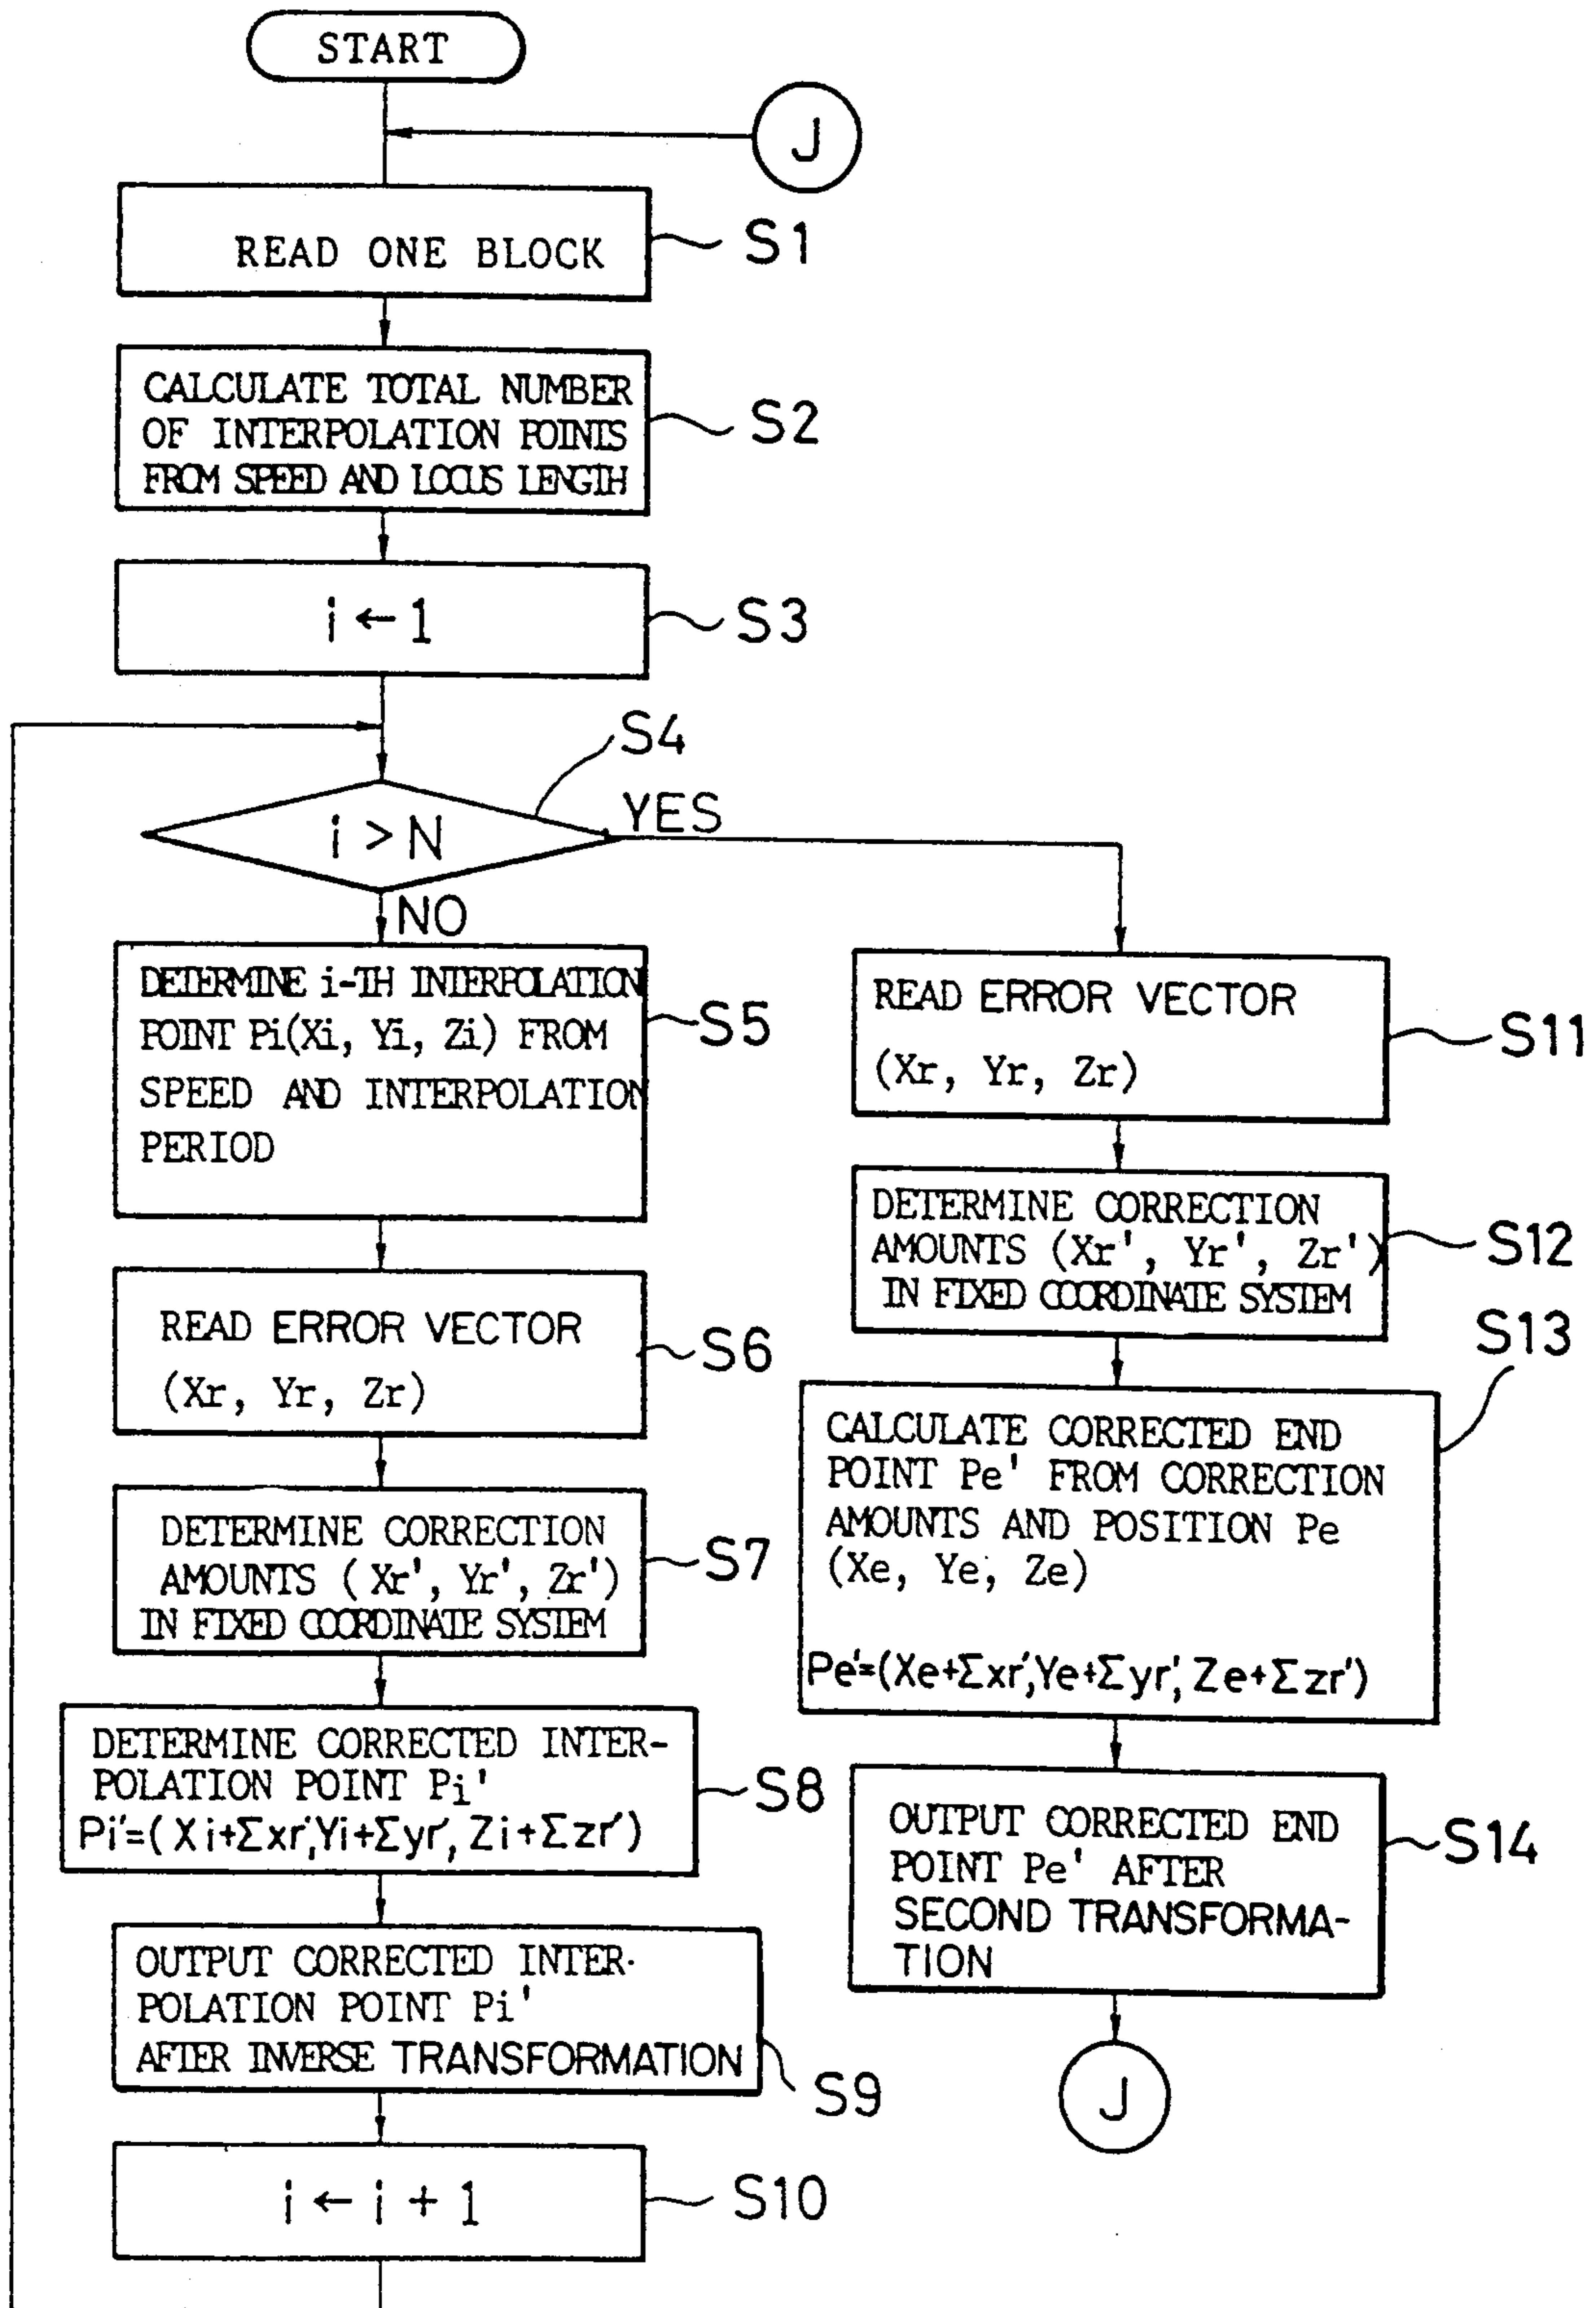 START
J
READ ONE BLOCK
S1
CALCULATE TOTAL NUMBER
OF INTERPOLATION POINTS
FROM SPEED AND LOCUS LENGTH
S2
i ← 1
S3
S4
i > N
YES
NO
DETERMINE i-TH INTERPOLATION
POINT Pi(Xi, Yi, Zi) FROM
SPEED AND INTERPOLATION
PERIOD
S5
READ ERROR VECTOR
(Xr, Yr, Zr)
S6
DETERMINE CORRECTION
AMOUNTS (Xr', Yr', Zr')
IN FIXED COORDINATE SYSTEM
S7
DETERMINE CORRECTED INTER-
POLATION POINT Pi'
Pi'=(Xi+Σxr',Yi+Σyr', Zi+Σzr')
S8
OUTPUT CORRECTED INTER-
POLATION POINT Pi'
AFTER INVERSE TRANSFORMATION
S9
i ← i + 1
S10
READ ERROR VECTOR
(Xr, Yr, Zr)
S11
DETERMINE CORRECTION
AMOUNTS (Xr', Yr', Zr')
IN FIXED COORDINATE SYSTEM
S12
S13
CALCULATE CORRECTED END
POINT Pe' FROM CORRECTION
AMOUNTS AND POSITION Pe
(Xe, Ye, Ze)
Pe'=(Xe+Σxr',Ye+Σyr', Ze+Σzr')
OUTPUT CORRECTED END
POINT Pe' AFTER
SECOND TRANSFORMA-
TION
S14
J